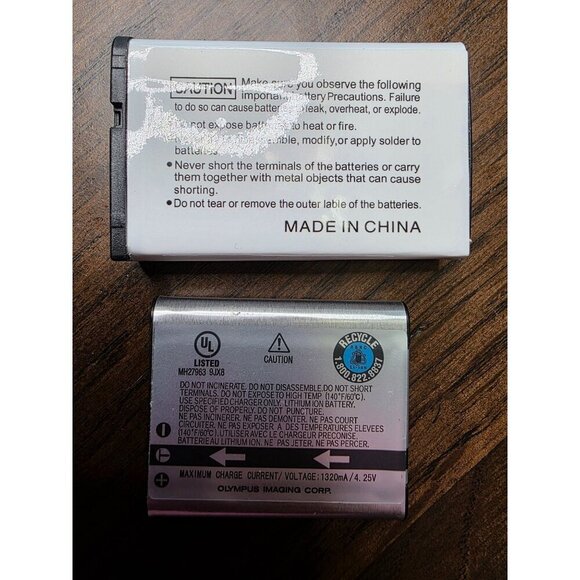 CAUTION Make sure you observe the following
important battery Precautions. Failure
to do so can cause batter to leak, overheat, or explode.
not expose batteries to heat or fire.
modify,or apply solder to
batteries.
•Never short the terminals of the batteries or carry
them together with metal objects that can cause
shorting.
•Do not tear or remove the outer lable of the batteries.
MADE IN CHINA
UL
LISTED
MH27963 9JX8
CAUTION
RECYCLE
1.800.822.8837
DO NOT INCINERATE. DO NOT DISASSEMBLE.DO NOT SHORT
TERMINALS. DO NOT EXPOSE TO HIGH TEMP. (140°F/60°C).
USE SPECIFIED CHARGER ONLY. LITHIUM ION BATTERY.
DISPOSE OF PROPERLY. DO NOT PUNCTURE.
NE PAS INCINERER. NE PAS DEMONTER.
NE PAS EXPOSER A DES TEMPERATURES ELEVEES
(140°F/60°C). UTILISER AVEC LE CHARGEUR PRECONISE.
BATTERIE AU LITHIUM ION. NE PAS JETER. NE PAS PERCER.
MAXIMUM CHARGE CURRENT/VOLTAGE:1320mA/4.25V
OLYMPUS IMAGING CORP.